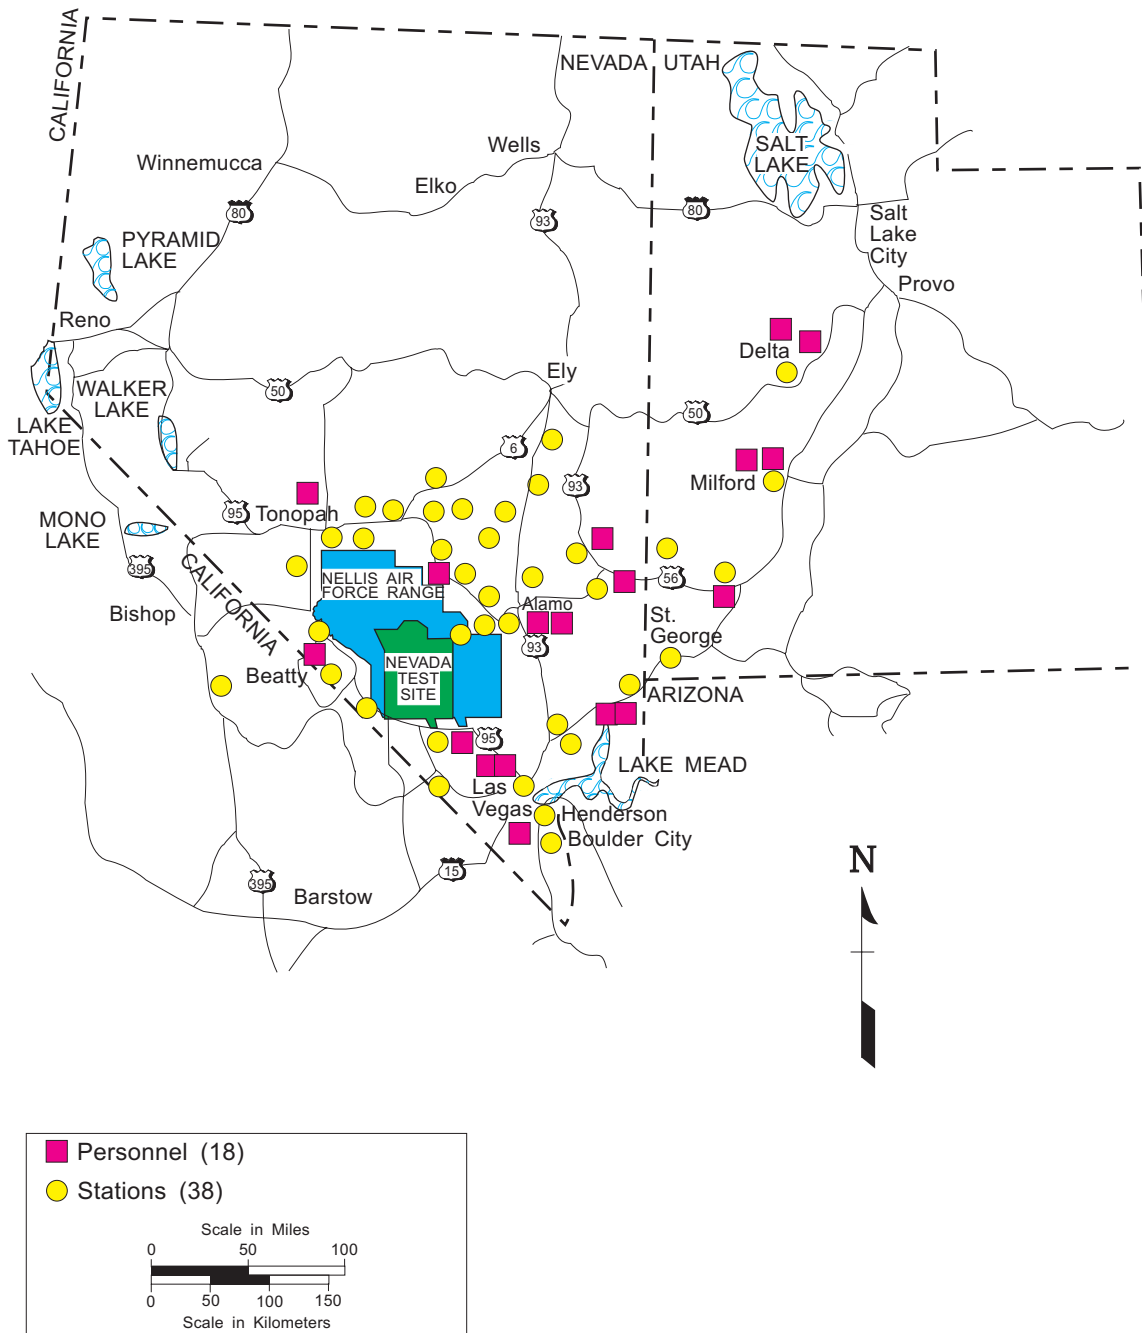 CALIFORNIA
NEVADA
UTAH
Wells
SALT
LAKE
Winnemucca
Elko
80
93
80
Salt
Lake
City
PYRAMID
LAKE
Provo
Reno
Delta
Ely
WALKER
LAKE
50
50
LAKE
TAHOE
6
Milford
93
Tonopah
95
MONO
LAKE
395
CALIFORNIA
NELLIS AIR
FORCE RANGE
56
Bishop
Alamo
St.
George
93
Beatty
NEVADA
TEST
SITE
ARIZONA
95
LAKE MEAD
Las
Vegas
Henderson
Boulder City
15
395
Barstow
N
Personnel (18)
Stations (38)
Scale in Miles
0 50 100
0 50 100 150
Scale in Kilometers